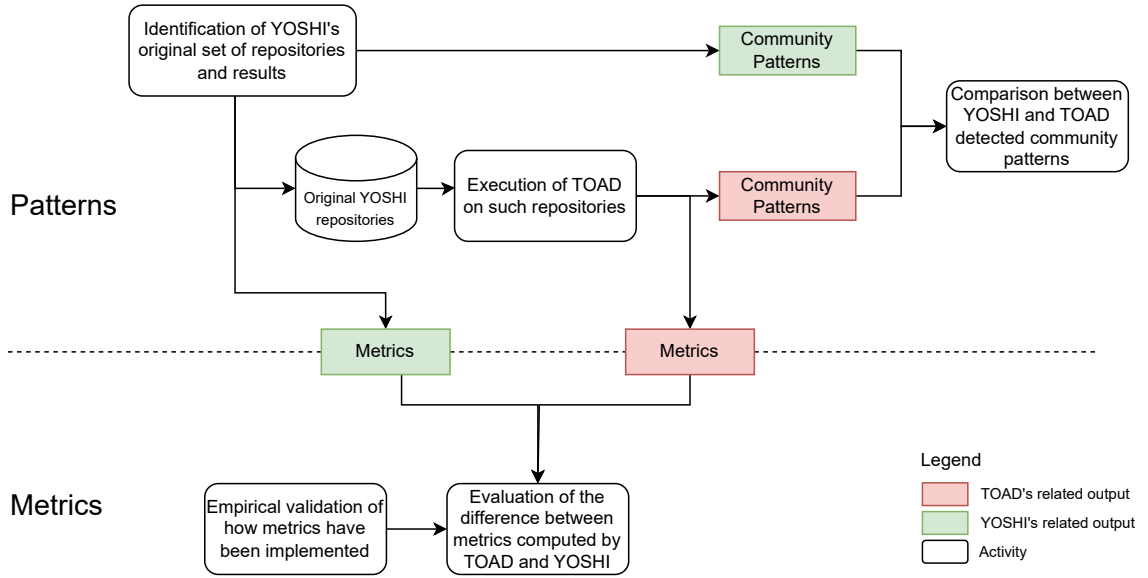 Identification of YOSHI's
original set of repositories
and results
Community
Patterns
Comparison between
YOSHI and TOAD
detected community
patterns
Patterns
Original YOSHI
repositories
Execution of TOAD
on such repositories
Community
Patterns
Metrics
Metrics
Metrics
Empirical validation of
how metrics have
been implemented
Evaluation of the
difference between
metrics computed by
TOAD and YOSHI
Legend
TOAD's related output
YOSHI's related output
Activity